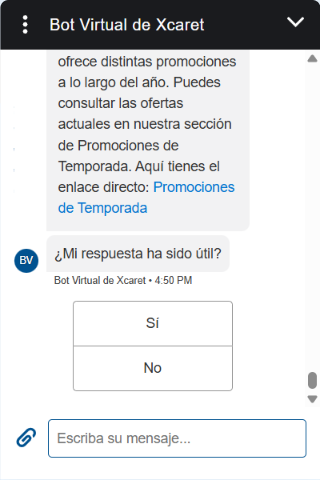 Bot Virtual de Xcaret
ofrece distintas promociones
a lo largo del año. Puedes
consultar las ofertas
actuales en nuestra sección
de Promociones de
Temporada. Aquí tienes el
enlace directo: Promociones
de Temporada
¿Mi respuesta ha sido útil?
BV
Bot Virtual de Xcaret • 4:50 PM
Sí
No
Escriba su mensaje...